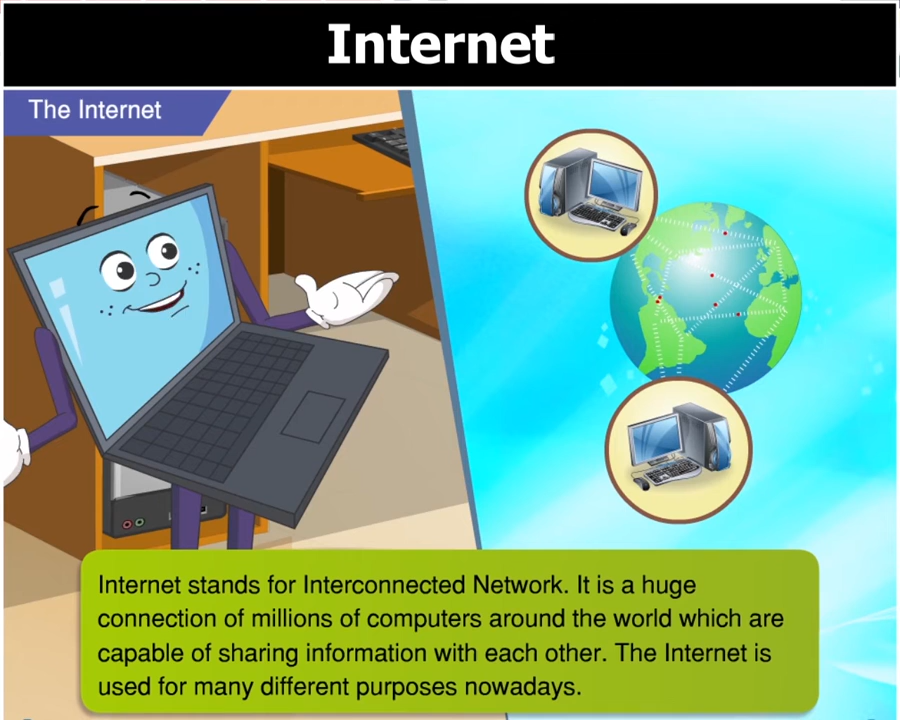 Internet
The Internet
Internet stands for Interconnected Network. It is a huge
connection of millions of computers around the world which are
capable of sharing information with each other. The Internet is
used for many different purposes nowadays.